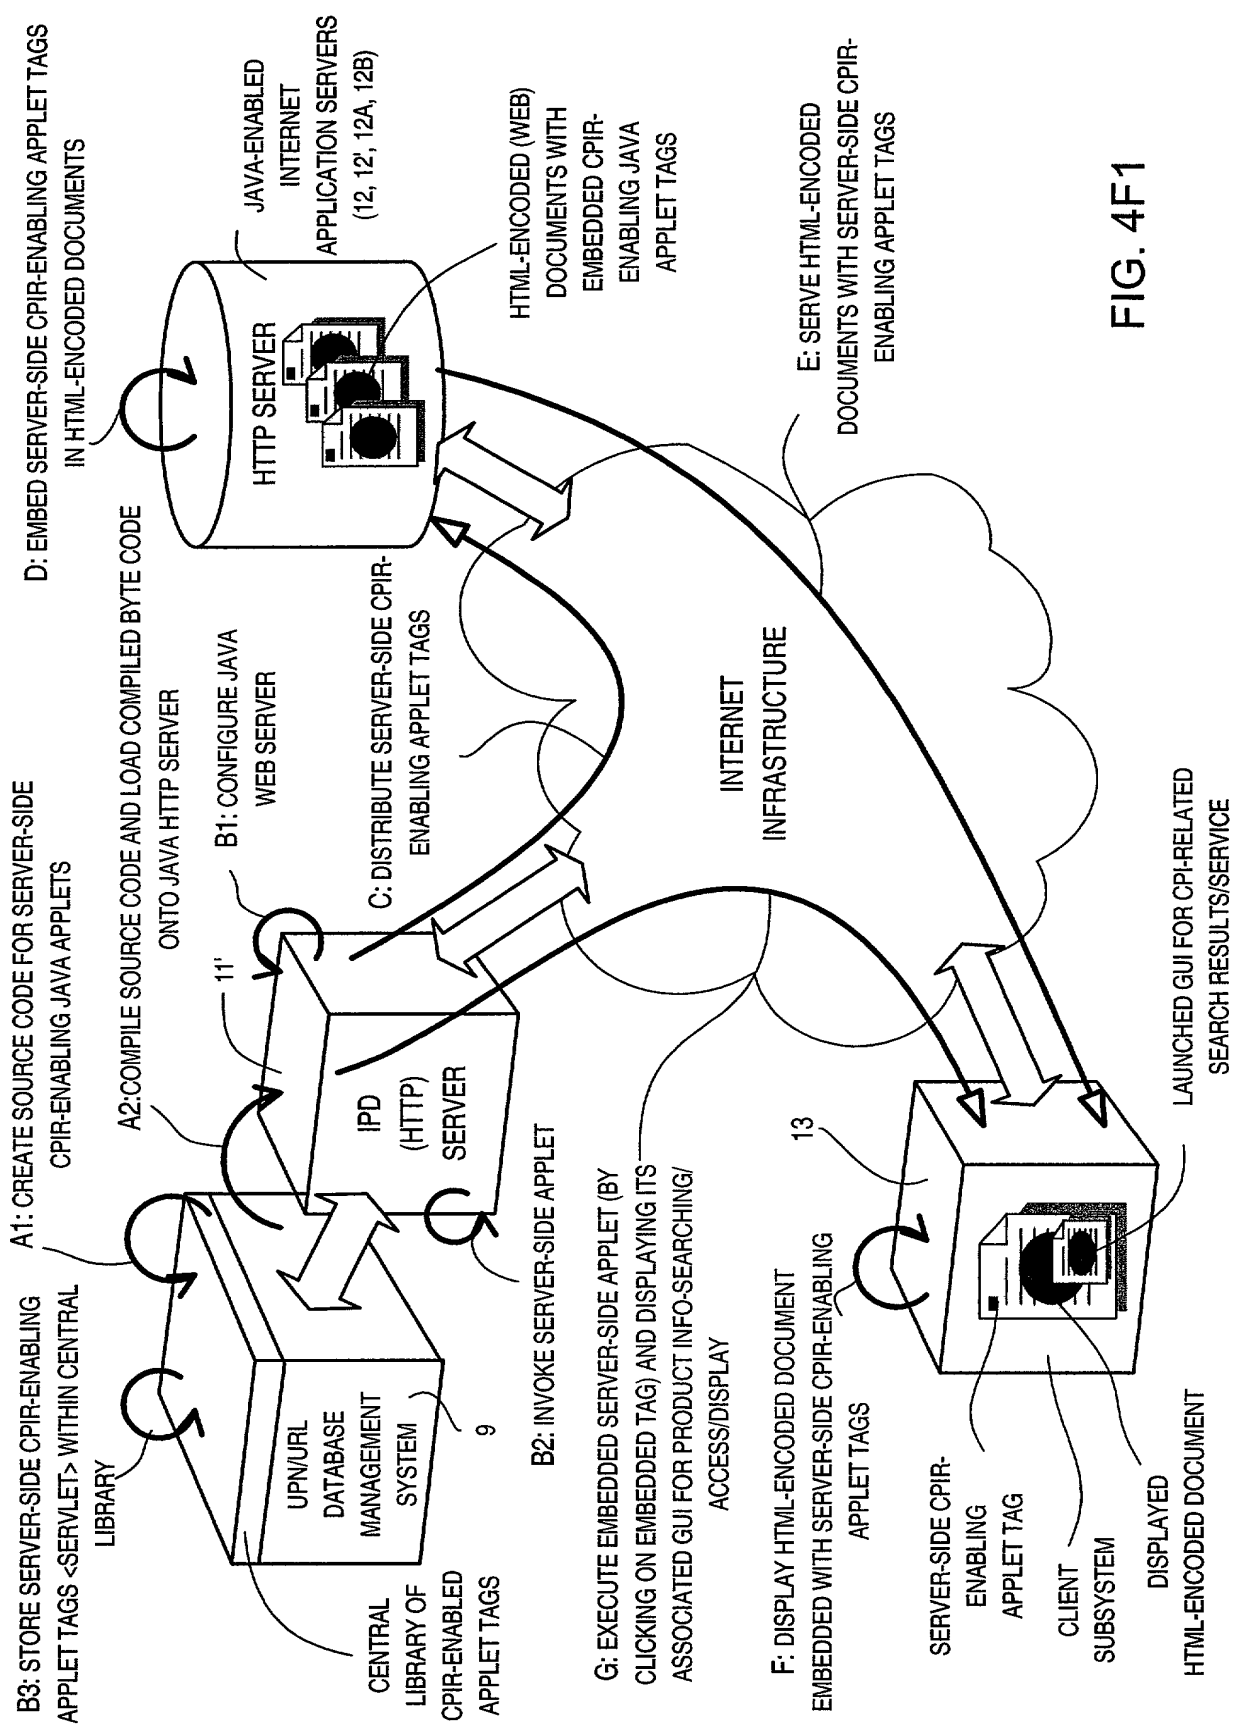 B3: STORE SERVER-SIDE CPIR-ENABLING
APPLET TAGS <SERVLET> WITHIN CENTRAL
LIBRARY
A1: CREATE SOURCE CODE FOR SERVER-SIDE
CPIR-ENABLING JAVA APPLETS
A2:COMPILE SOURCE CODE AND LOAD COMPILED BYTE CODE
ONTO JAVA HTTP SERVER
B1: CONFIGURE JAVA
WEB SERVER
D: EMBED SERVER-SIDE CPIR-ENABLING APPLET TAGS
IN HTML-ENCODED DOCUMENTS
JAVA-ENABLED
INTERNET
APPLICATION SERVERS
(12, 12', 12A, 12B)
HTTP SERVER
HTML-ENCODED (WEB)
DOCUMENTS WITH
EMBEDDED CPIR-
ENABLING JAVA
APPLET TAGS
11'
IPD
(HTTP)
SERVER
UPN/URL
DATABASE
MANAGEMENT
SYSTEM
9
CENTRAL
LIBRARY OF
CPIR-ENABLED
APPLET TAGS
B2: INVOKE SERVER-SIDE APPLET
C: DISTRIBUTE SERVER-SIDE CPIR-
ENABLING APPLET TAGS
INTERNET
INFRASTRUCTURE
E: SERVE HTML-ENCODED
DOCUMENTS WITH SERVER-SIDE CPIR-
ENABLING APPLET TAGS
G: EXECUTE EMBEDDED SERVER-SIDE APPLET (BY
CLICKING ON EMBEDDED TAG) AND DISPLAYING ITS
ASSOCIATED GUI FOR PRODUCT INFO-SEARCHING/
ACCESS/DISPLAY
F: DISPLAY HTML-ENCODED DOCUMENT
EMBEDDED WITH SERVER-SIDE CPIR-ENABLING
APPLET TAGS
13
SERVER-SIDE CPIR-
ENABLING
APPLET TAG
CLIENT
SUBSYSTEM
DISPLAYED
HTML-ENCODED DOCUMENT
LAUNCHED GUI FOR CPI-RELATED
SEARCH RESULTS/SERVICE
FIG. 4F1